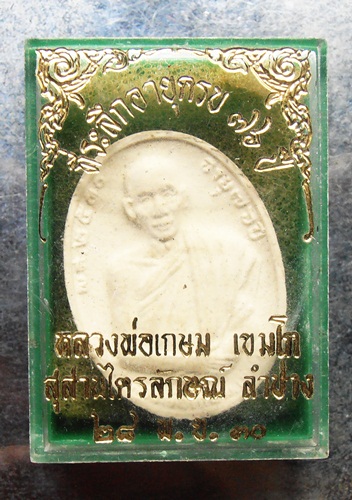 ที่ระลึกอายุครบ ๗๖ ปี
หลวงพ่อเกษม เขมโก
สุสานไตรลักษณ์ ลำปาง
๒๘ พ.ย. ๓๐